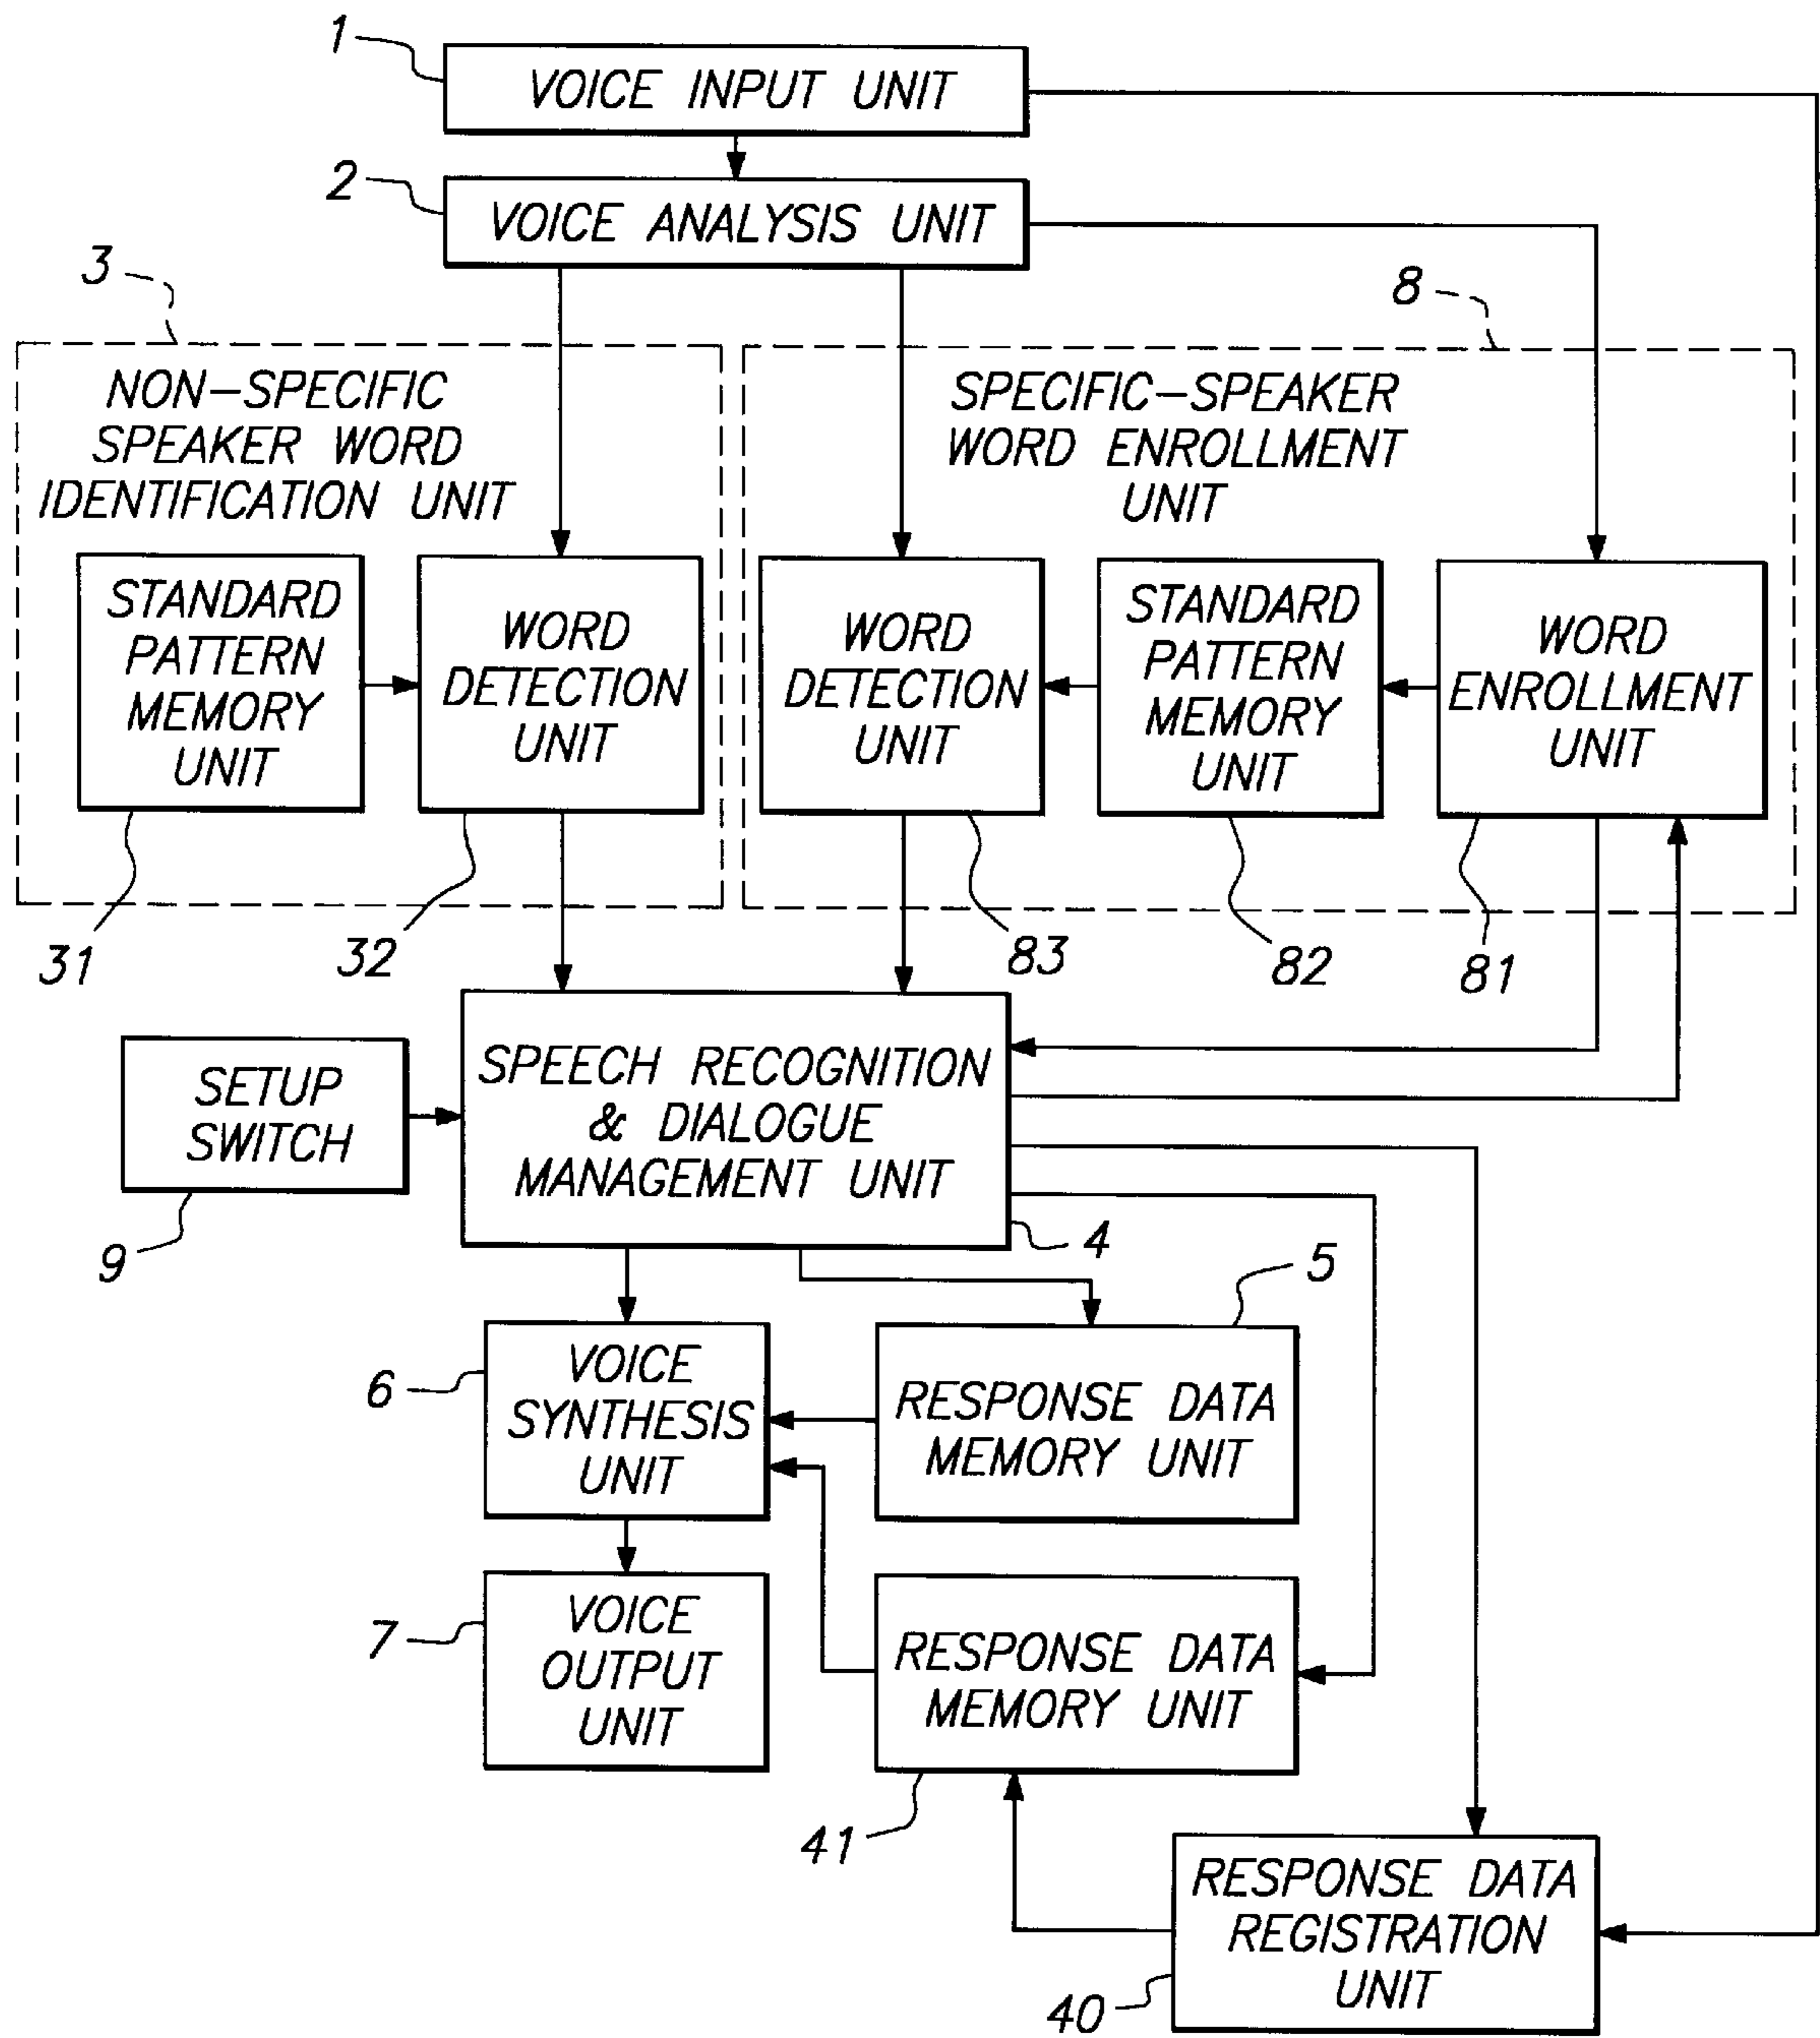 1
VOICE INPUT UNIT
2
VOICE ANALYSIS UNIT
3
8
NON-SPECIFIC
SPEAKER WORD
IDENTIFICATION UNIT
SPECIFIC-SPEAKER
WORD ENROLLMENT
UNIT
STANDARD
PATTERN
MEMORY
UNIT
WORD
DETECTION
UNIT
WORD
DETECTION
UNIT
STANDARD
PATTERN
MEMORY
UNIT
WORD
ENROLLMENT
UNIT
31
32
83
82
81
SETUP
SWITCH
9
SPEECH RECOGNITION
& DIALOGUE
MANAGEMENT UNIT
4
5
6
VOICE
SYNTHESIS
UNIT
RESPONSE DATA
MEMORY UNIT
7
VOICE
OUTPUT
UNIT
RESPONSE DATA
MEMORY UNIT
41
RESPONSE DATA
REGISTRATION
UNIT
40